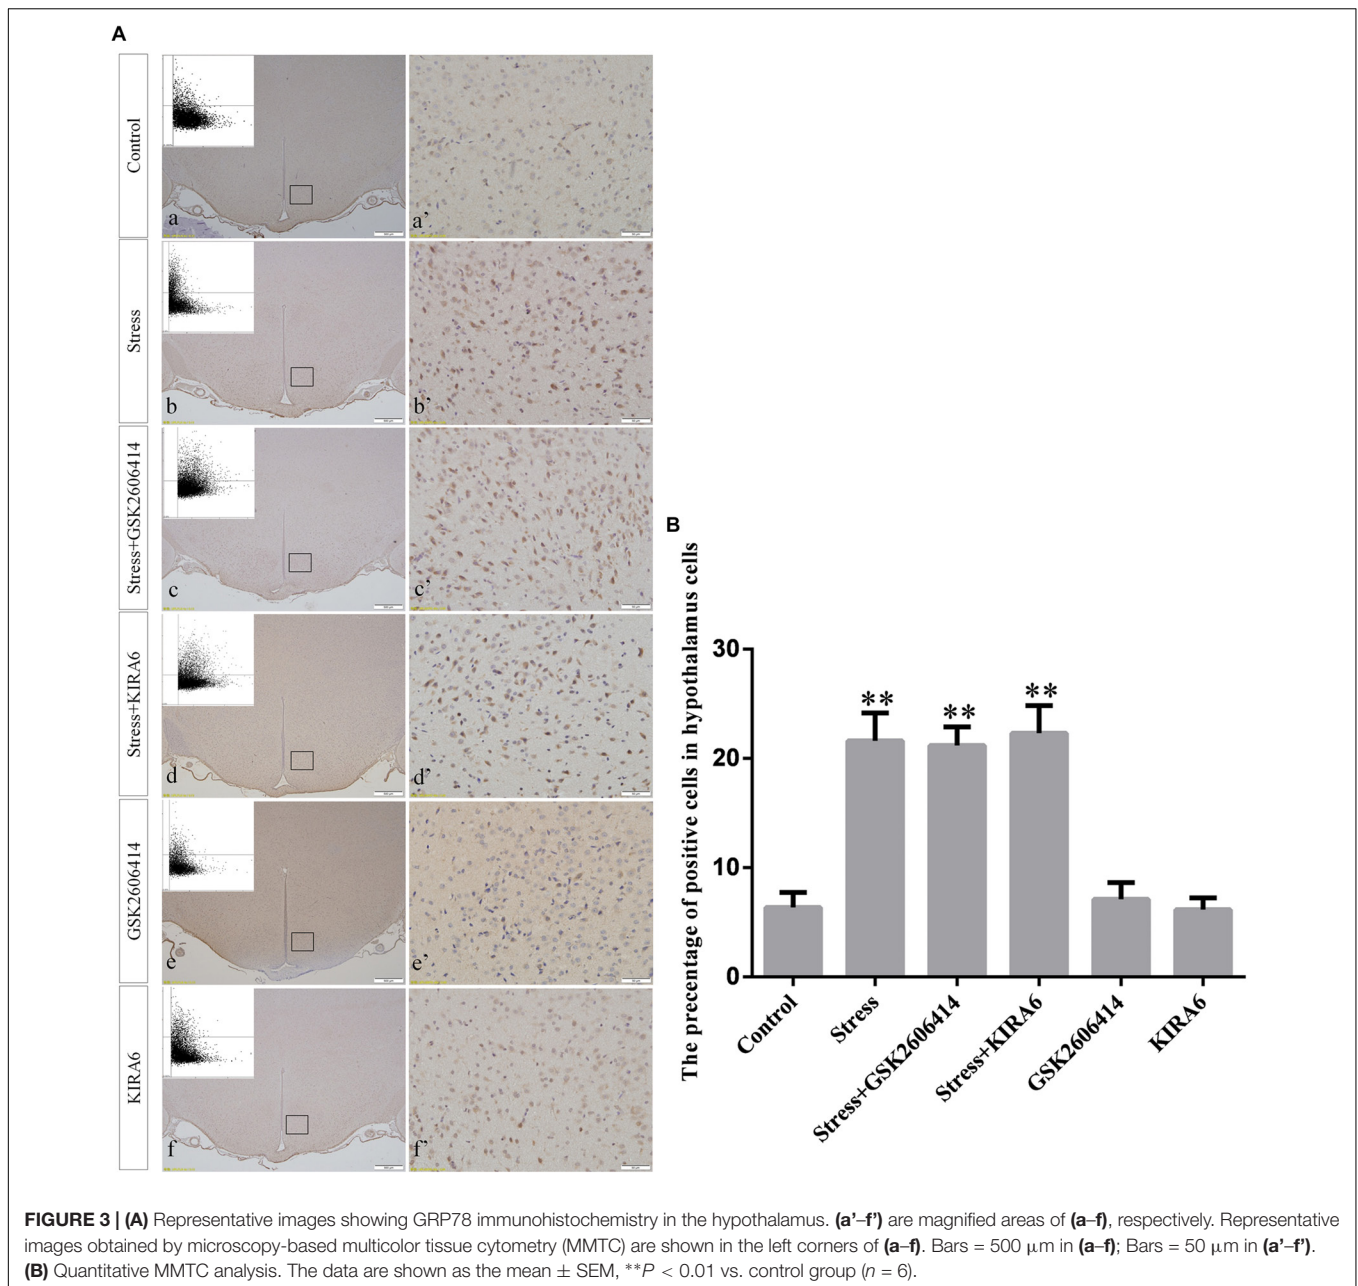 A
Control
a
a’
Stress
b
b’
Stress+GSK2606414
c
c’
Stress+KIRA6
d
d’
GSK2606414
e
e’
KIRA6
f
f’
B
The precentage of positive cells in hypothalamus cells
30
20
10
0
**
**
**
Control
Stress
Stress+GSK2606414
Stress+KIRA6
GSK2606414
KIRA6
FIGURE 3 | (A) Representative images showing GRP78 immunohistochemistry in the hypothalamus. (a’–f’) are magnified areas of (a–f), respectively. Representative
images obtained by microscopy-based multicolor tissue cytometry (MMTC) are shown in the left corners of (a–f). Bars = 500 μm in (a–f); Bars = 50 μm in (a’–f’).
(B) Quantitative MMTC analysis. The data are shown as the mean ± SEM, **P < 0.01 vs. control group (n = 6).